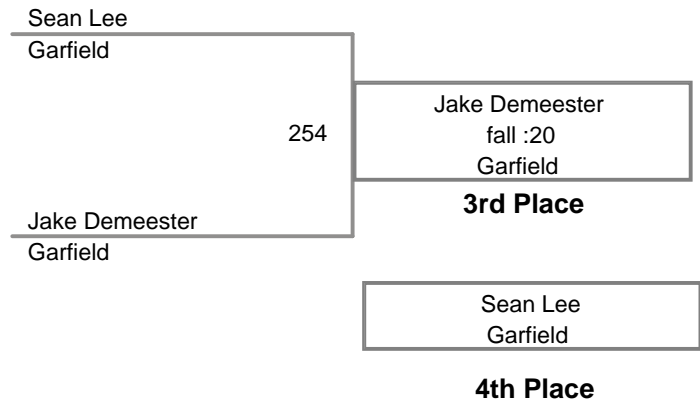 Sean Lee
Garfield
254
Jake Demeester
fall :20
Garfield
3rd Place
Jake Demeester
Garfield
Sean Lee
Garfield
4th Place